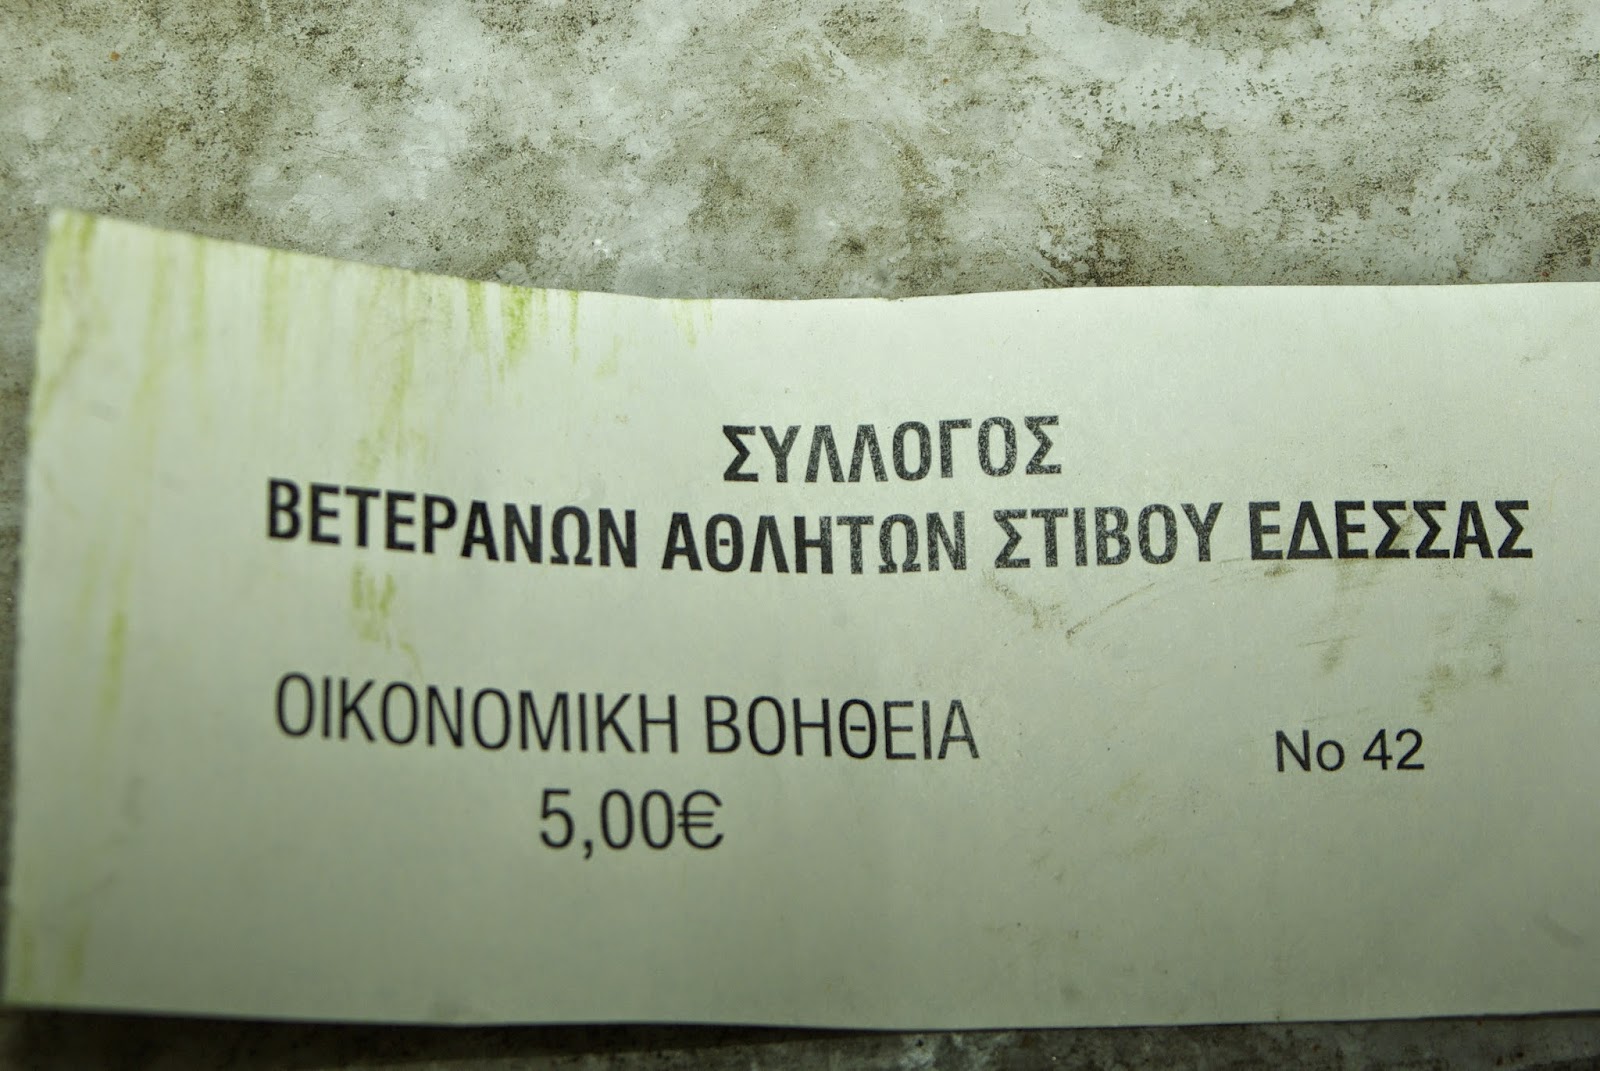 ΣΥΛΛΟΓΟΣ
ΒΕΤΕΡΑΝΩΝ ΑΘΛΗΤΩΝ ΣΤΙΒΟΥ ΕΔΕΣΣΑΣ
ΟΙΚΟΝΟΜΙΚΗ ΒΟΗΘΕΙΑ No 42
5,00€